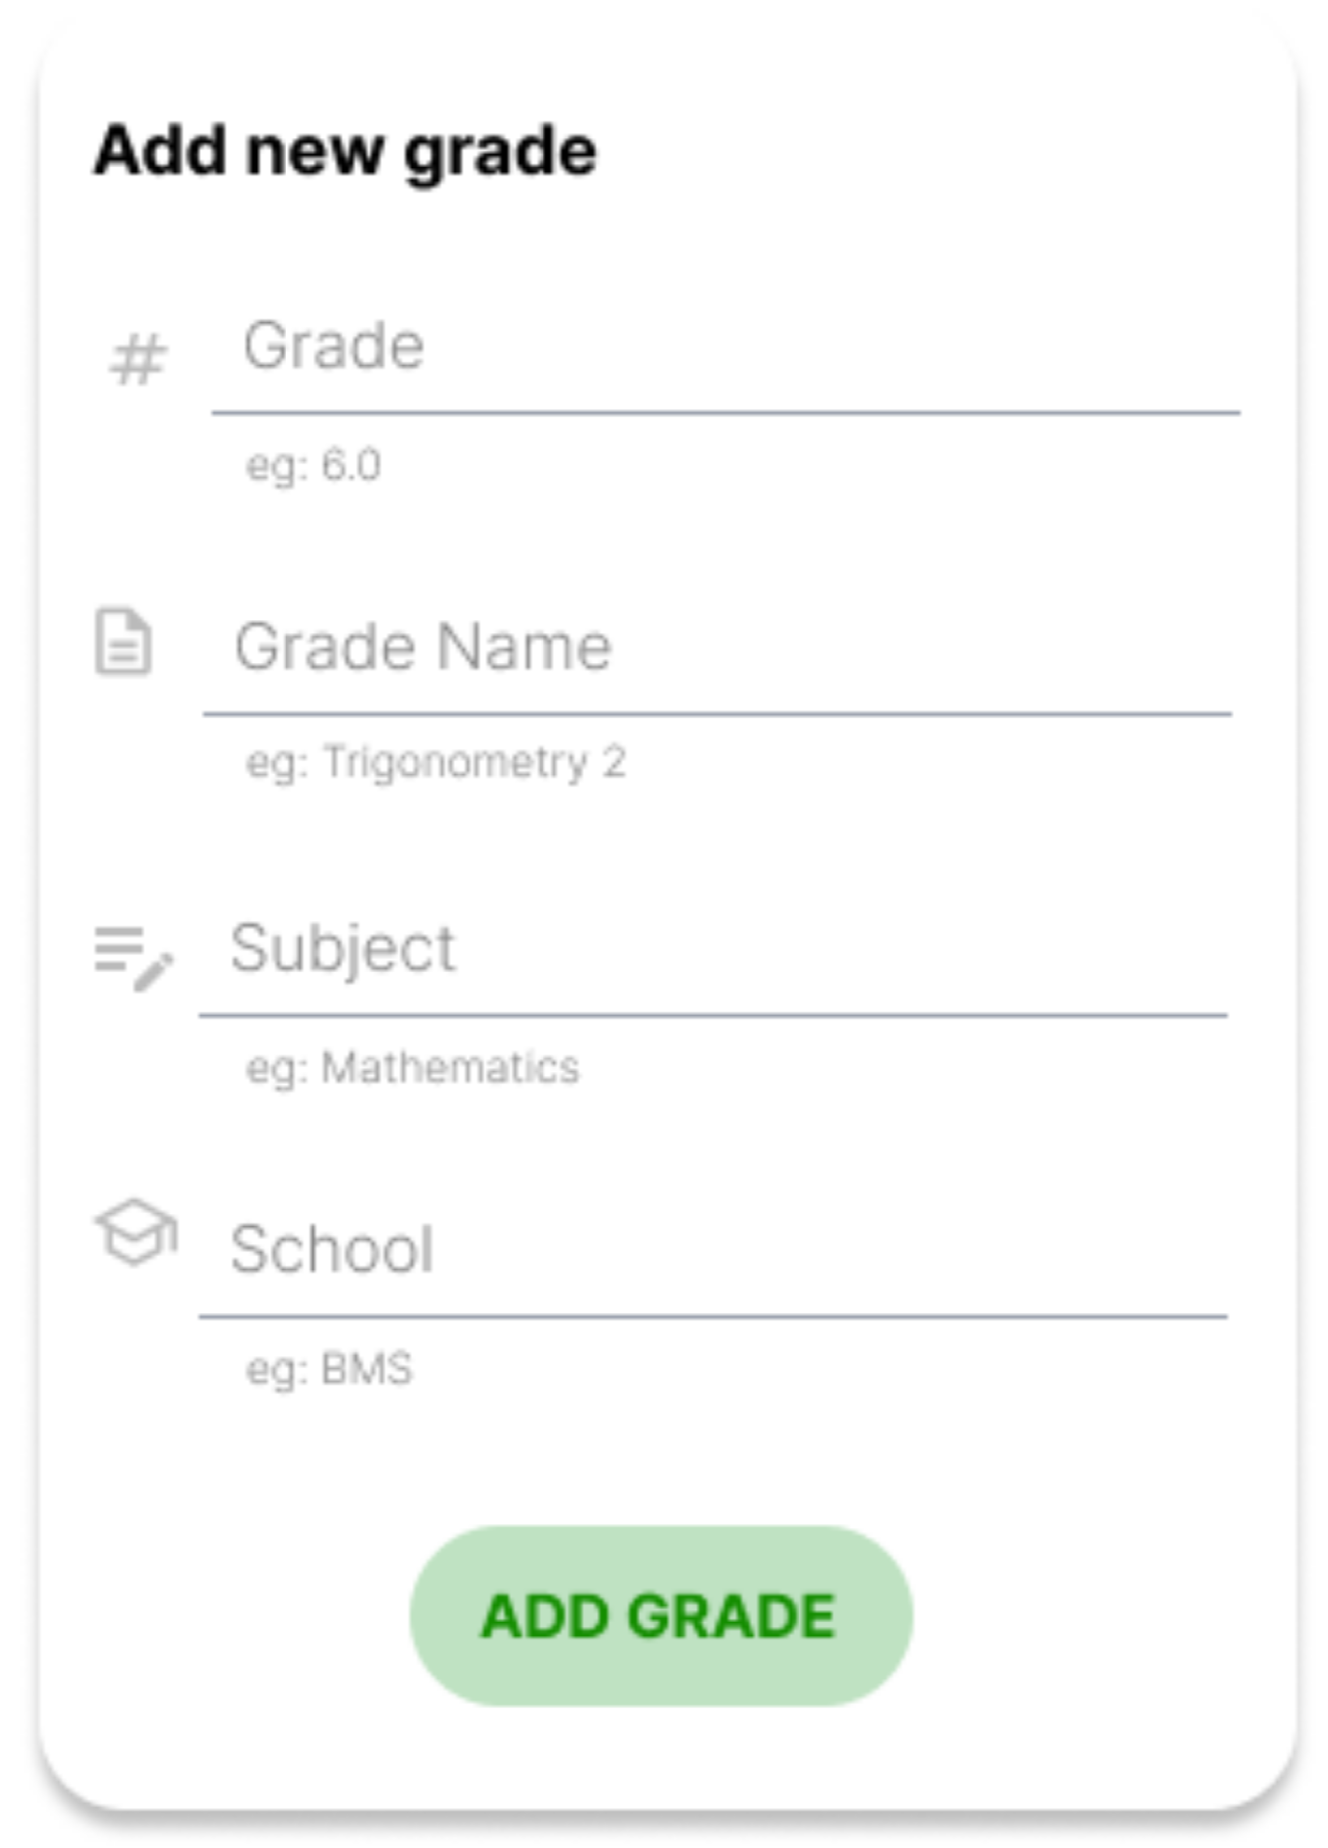 Add new grade
# Grade
eg: 6.0
Grade Name
eg: Trigonometry 2
Subject
eg: Mathematics
School
eg: BMS
ADD GRADE